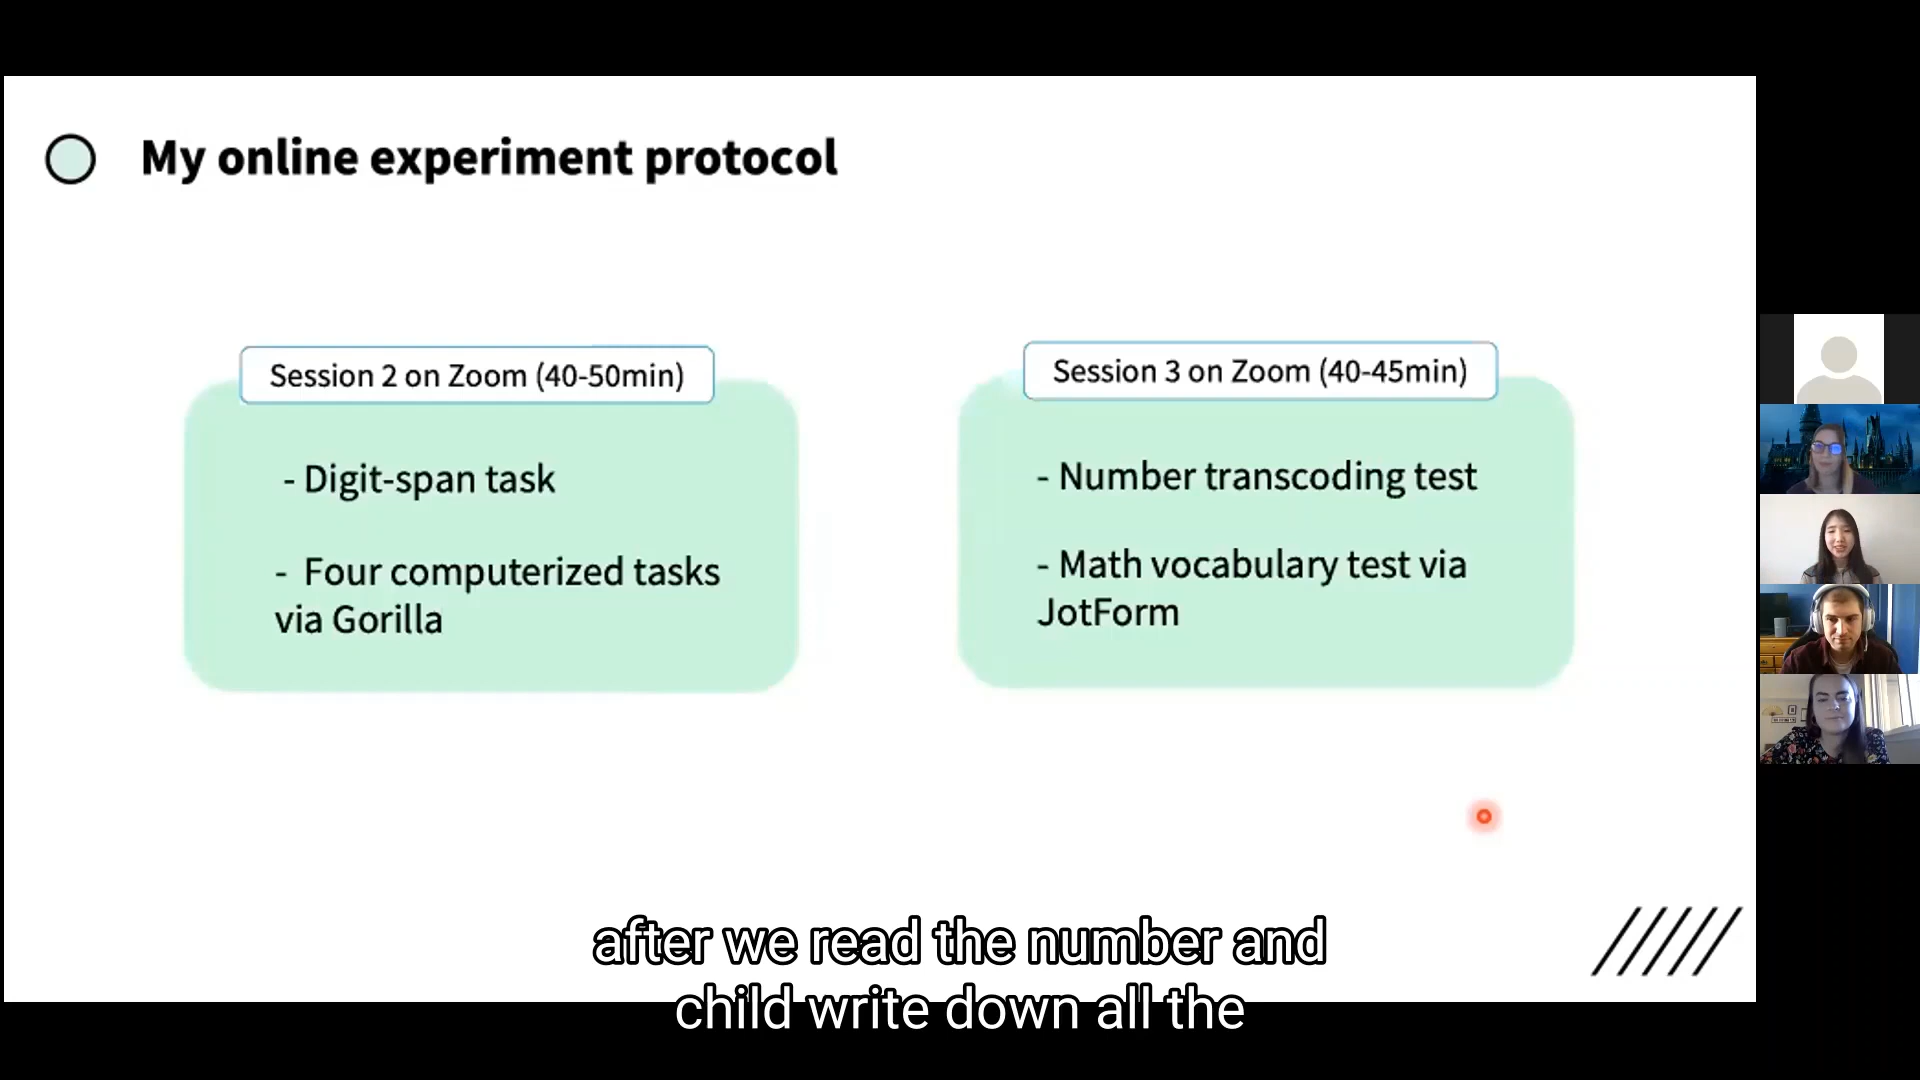 My online experiment protocol
Session 2 on Zoom (40-50min)
- Digit-span task
- Four computerized tasks
via Gorilla
Session 3 on Zoom (40-45min)
- Number transcoding test
- Math vocabulary test via
JotForm
after we read the number and
child write down all the